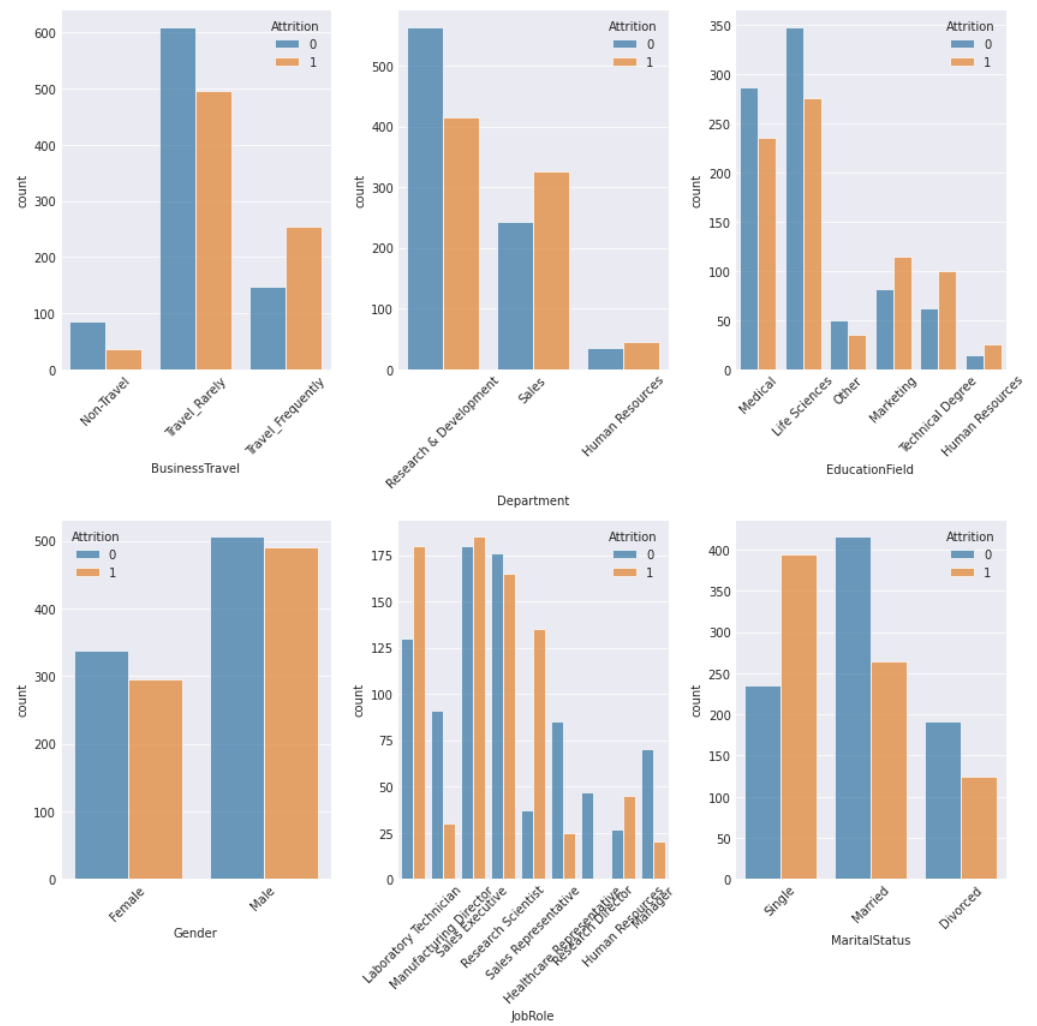 Attrition
0
1
600
500
400
300
200
100
0
count
Non-Travel
Travel_Rarely
Travel_Frequently
BusinessTravel
Attrition
0
1
500
400
300
200
100
0
count
Research & Development
Sales
Human Resources
Department
Attrition
0
1
350
300
250
200
150
100
50
0
count
Medical
Life Sciences
Other
Marketing
Technical Degree
Human Resources
EducationField
Attrition
0
1
500
400
300
200
100
0
count
Female
Male
Gender
Attrition
0
1
175
150
125
100
75
50
25
0
count
Laboratory Technician
Manufacturing Director
Sales Executive
Research Scientist
Sales Representative
Healthcare Representative
Research Director
Human Resources
Manager
JobRole
Attrition
0
1
400
350
300
250
200
150
100
50
0
count
Single
Married
Divorced
MaritalStatus